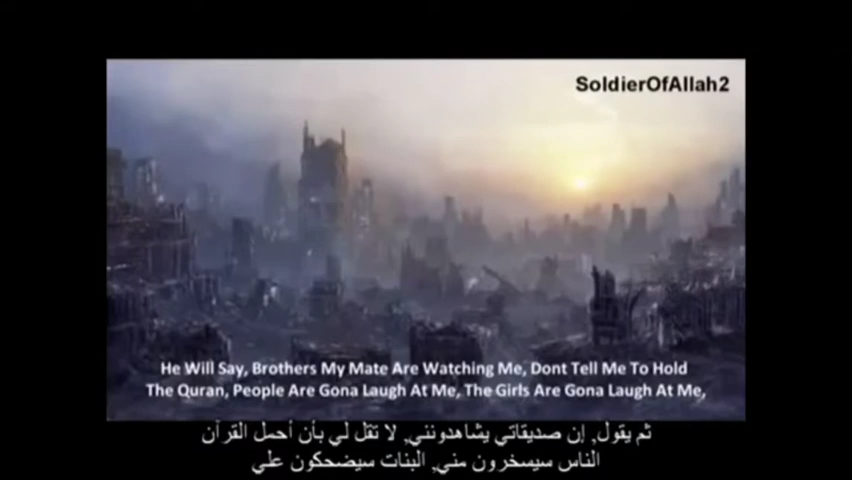 SoldierOfAllah2
He Will Say, Brothers My Mate Are Watching Me, Dont Tell Me To Hold
The Quran, People Are Gona Laugh At Me, The Girls Are Gona Laugh At Me,
ثم يقول, إن صديقاتي يشاهدونني, لا تقل لي بأن أحمل القرآن
الناس سيسخرون مني, البنات سيضحكون علي